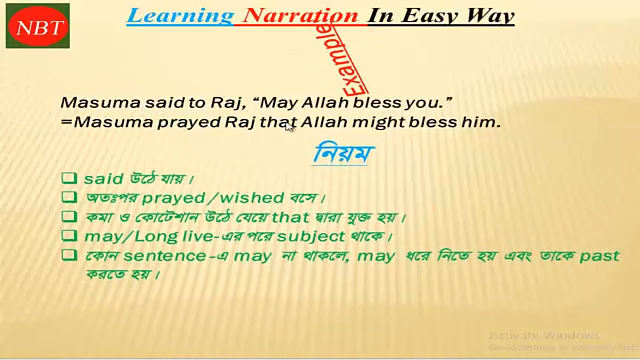 NBT
Learning Narration In Easy Way
Example
Masuma said to Raj, “May Allah bless you.”
=Masuma prayed Raj that Allah might bless him.
নিয়ম
said উঠে যায়।
অতঃপর prayed/wished বসে।
কমা ও কোটেশান উঠে যেয়ে that দ্বারা যুক্ত হয়।
may/Long live-এর পরে subject থাকে।
কোন sentence-এ may না থাকলে, may ধরে নিতে হয় এবং তাকে past
করতে হয়।
Activate Windows